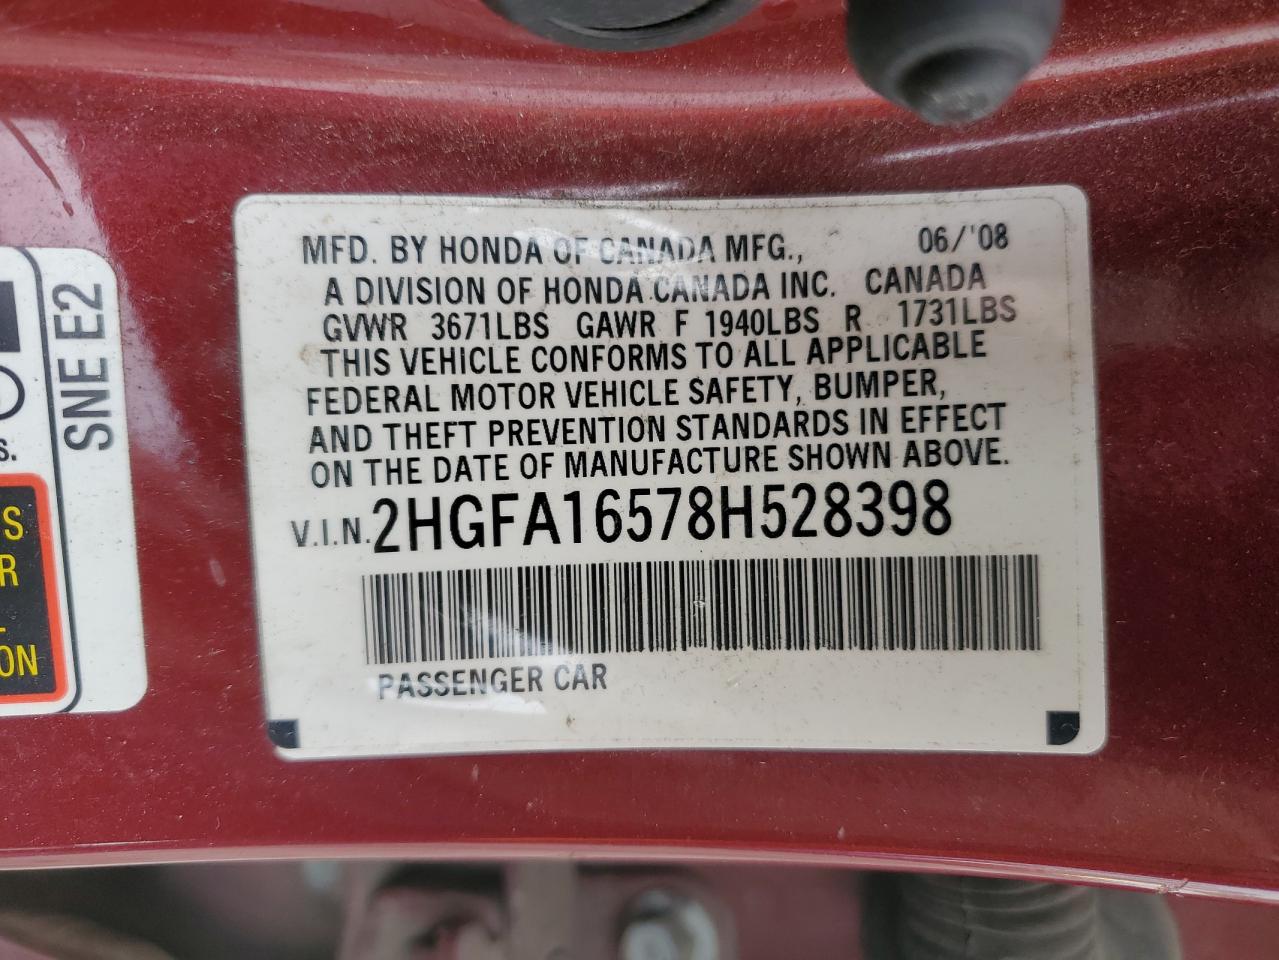 MFD. BY HONDA OF CANADA MFG., 06/'08
A DIVISION OF HONDA CANADA INC. CANADA
GVWR 3671LBS GAWR F 1940LBS R 1731LBS
THIS VEHICLE CONFORMS TO ALL APPLICABLE
FEDERAL MOTOR VEHICLE SAFETY, BUMPER,
AND THEFT PREVENTION STANDARDS IN EFFECT
ON THE DATE OF MANUFACTURE SHOWN ABOVE.
V.I.N. 2HGFA16578H528398
PASSENGER CAR
SNE E2
s.
S
R
ON